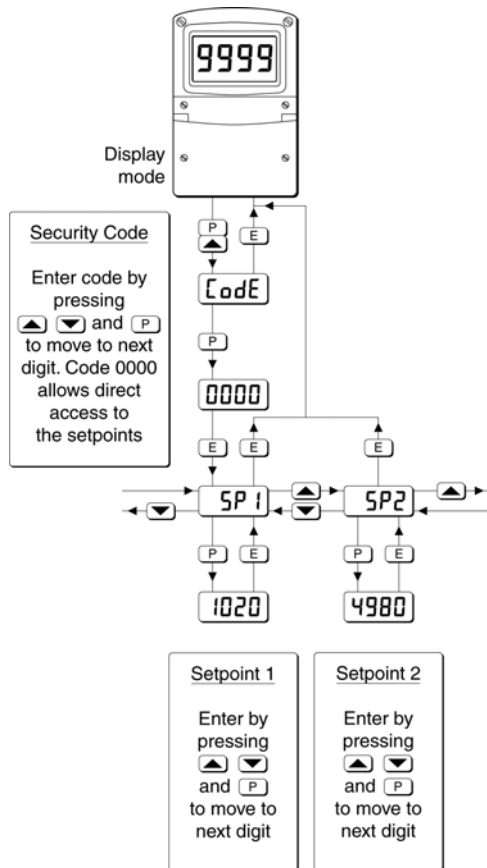 9999
Display
mode
P
E
Security Code
Enter code by
pressing
and P
to move to next
digit. Code 0000
allows direct
access to
the setpoints
CodE
P
0000
E E E
SP1 SP2
P E P E
1020 4980
Setpoint 1
Enter by
pressing
and P
to move to
next digit
Setpoint 2
Enter by
pressing
and P
to move to
next digit